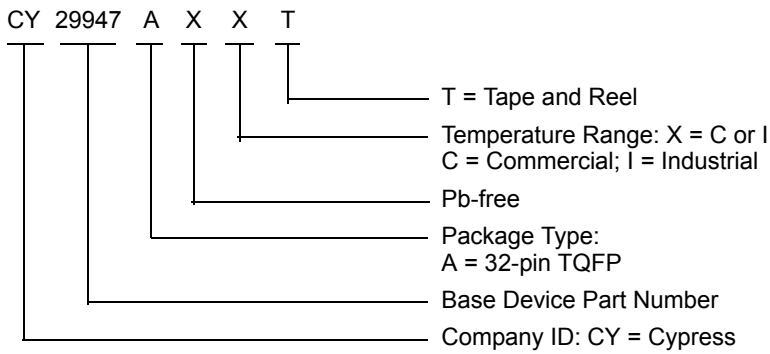 CY 29947 A X X T
T = Tape and Reel
Temperature Range: X = C or I
C = Commercial; I = Industrial
Pb-free
Package Type:
A = 32-pin TQFP
Base Device Part Number
Company ID: CY = Cypress